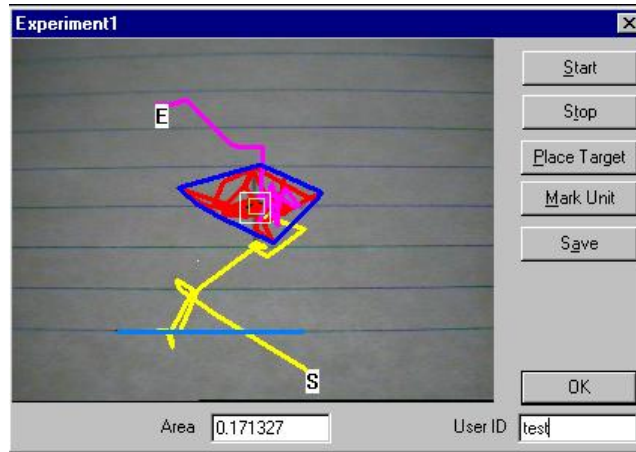 Experiment1
E
S
Start
Stop
Place Target
Mark Unit
Save
OK
Area 0.171327 User ID test